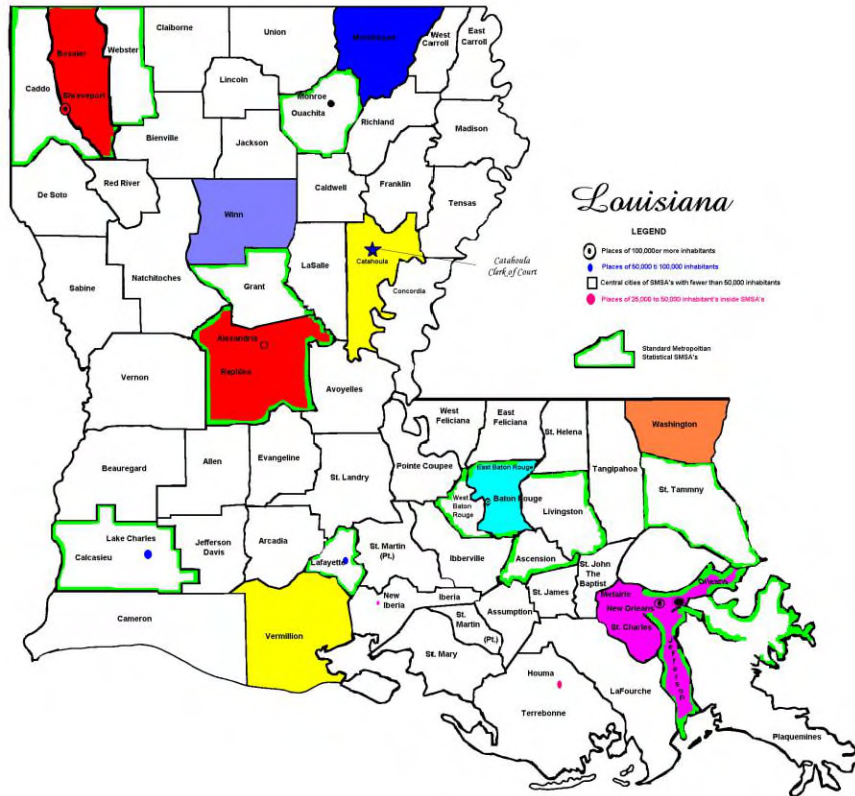 Claiborne
Union
Morehouse
West
Carroll
East
Carroll
Bossier
Webster
Caddo
Shreveport
Lincoln
Monroe
Ouachita
Richland
Madison
Bienville
Jackson
De Soto
Red River
Caldwell
Franklin
Tensas
Winn
Natchitoches
Sabine
LaSalle
Catahoula
Concordia
Grant
Catahoula
Clerk of Court
Louisiana
LEGEND
Places of 100,000or more inhabitants
Places of 50,000 ti 100,000 inhabitants
Central cities of SMSA's with fewer than 50,000 inhabitants
Places of 25,000 to 50,000 inhabitant's inside SMSA's
Standard Metropoltian
Statistical SMSA's
Alexandria
Rapides
Vernon
Avoyelles
West
Feliciana
East
Feliciana
St. Helena
Washington
Beauregard
Allen
Evangeline
St. Landry
Pointe Coupee
East Baton Rouge
Tangipahoa
St. Tammny
West
Baton
Rouge
Baton Rouge
Livingston
Lake Charles
Calcasieu
Jefferson
Davis
Arcadia
Lafayette
St. Martin
(Pt.)
Ibberville
Ascension
St. John
The
Baptist
Cameron
Vermillion
New
Iberia
Iberia
St.
Martin
(Pt.)
Assumption
St. James
Metairie
Orleans
New Orleans
St. Charles
Jefferson
St. Mary
Houma
Terrebonne
LaFourche
Plaquemines